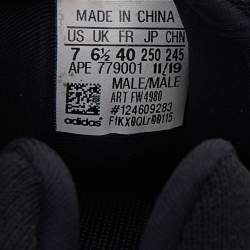 MADE IN CHINA
US UK FR JP CHN
7 6½ 40 250 245
APE 779001 11/19
MALE/MALE
ART FW4980
#124609283
adidas